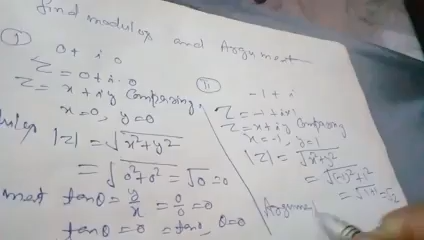 find modulus and Argument
(i)
0 + i 0
Z = 0 + i . 0
Z = x + iy Comparing,
x = 0, y = 0
|Z| = √x²+y²
= √0²+0² = √0 = 0
tanθ = y/x = 0/0 = 0
tanθ = 0 = tan0, θ=0
ii
-1 + i
Z = -1 + i×1
Z = x + iy Comparing
x = -1, y = 1
|Z| = √x²+y²
= √(-1)²+1²
= √1+1 = √2
Argumen